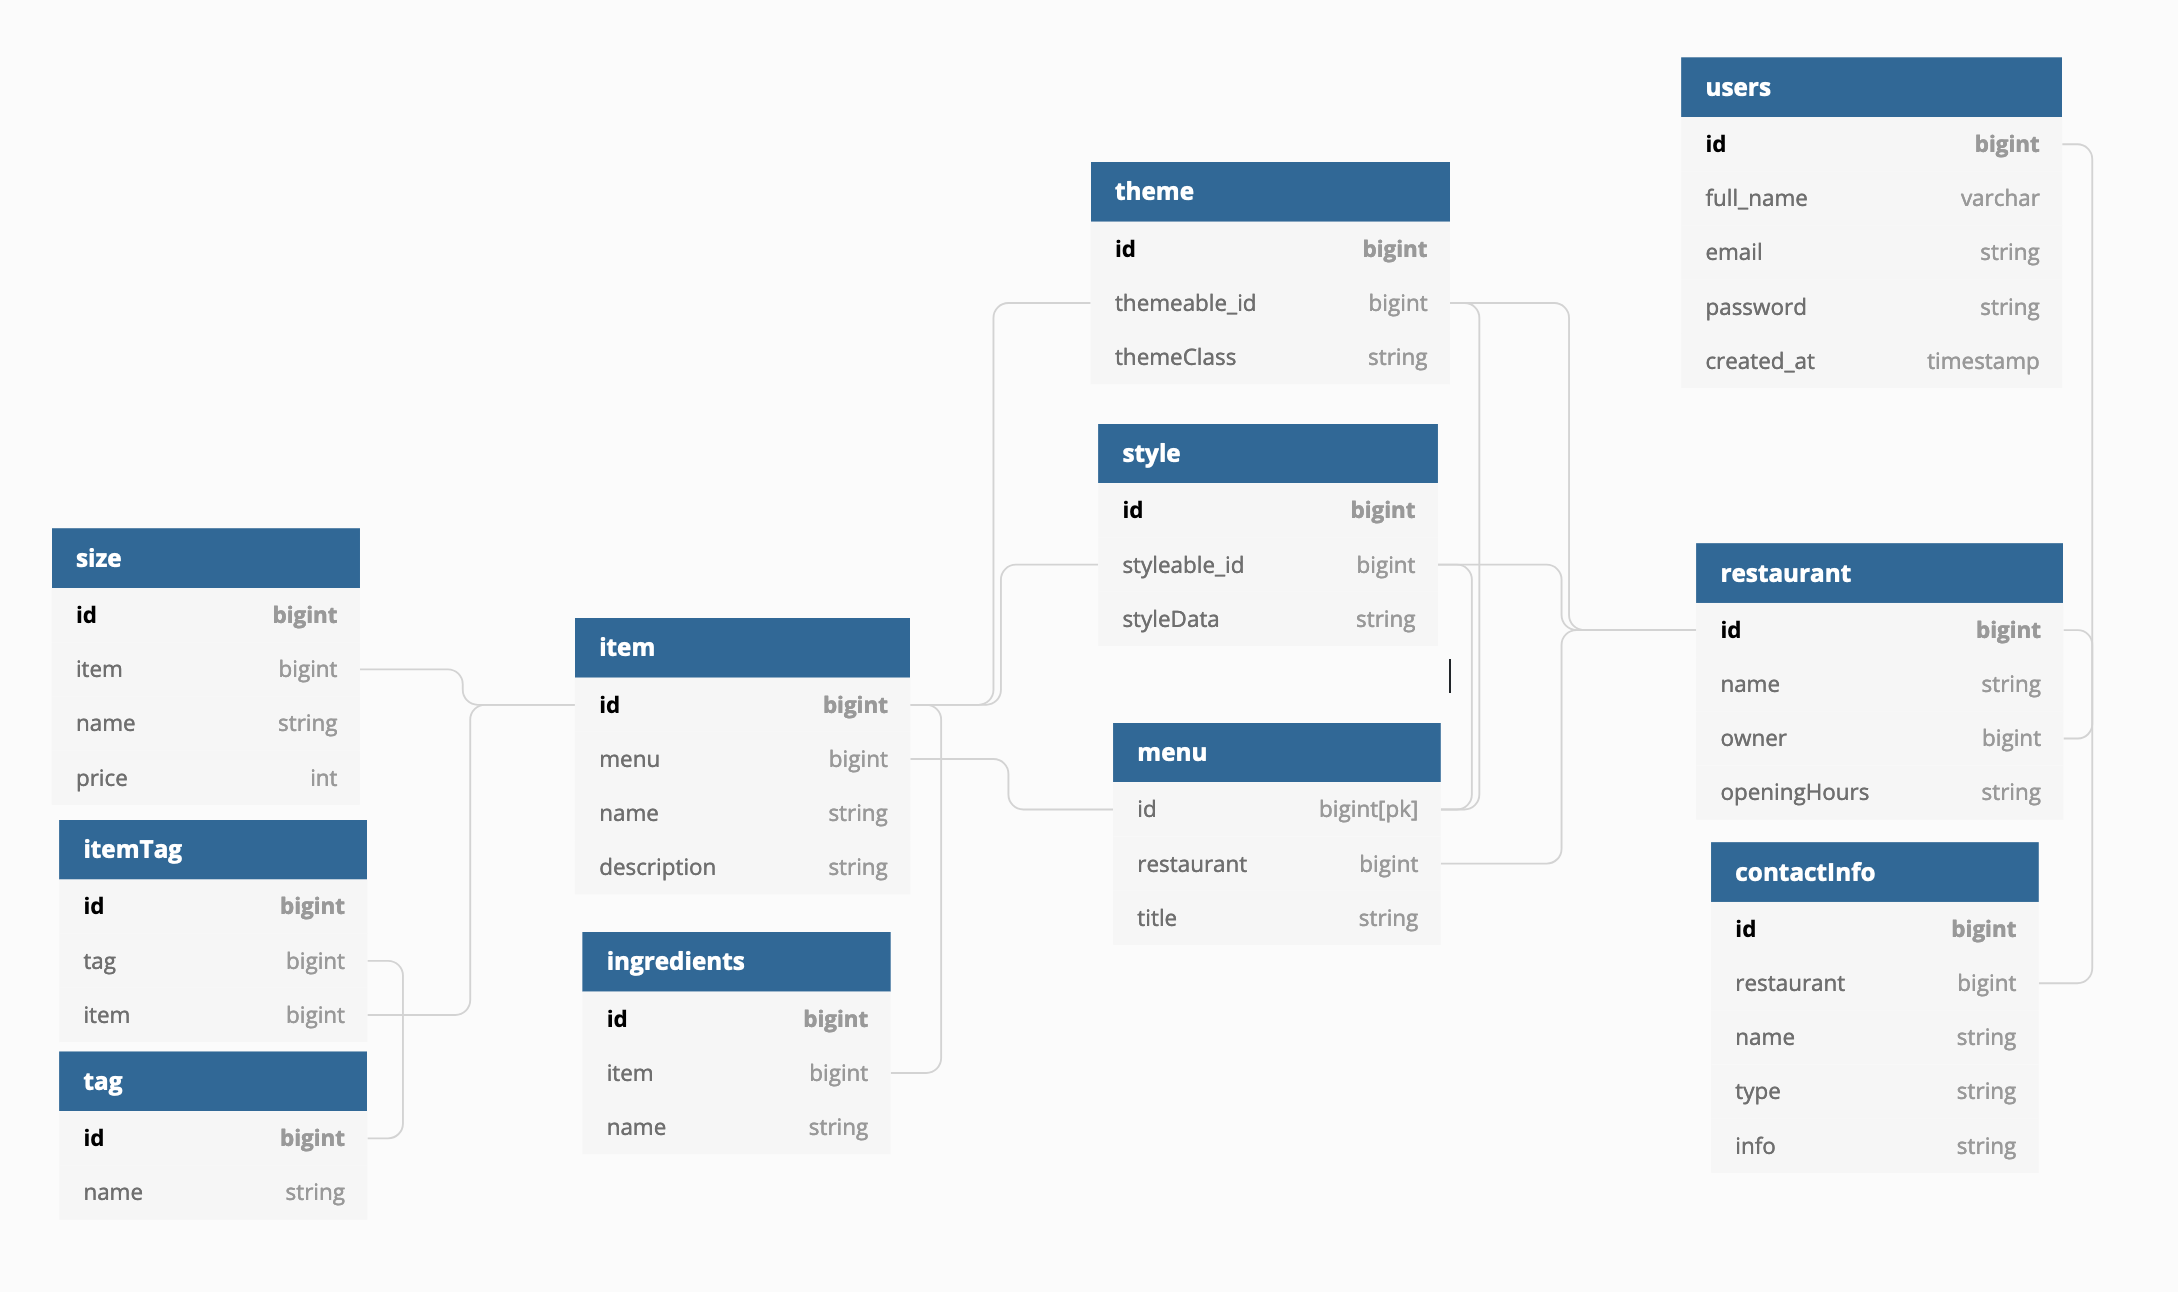 users
id bigint
full_name varchar
email string
password string
created_at timestamp
theme
id bigint
themeable_id bigint
themeClass string
style
id bigint
styleable_id bigint
styleData string
size
id bigint
item bigint
name string
price int
item
id bigint
menu bigint
name string
description string
restaurant
id bigint
name string
owner bigint
openingHours string
menu
id bigint[pk]
restaurant bigint
title string
itemTag
id bigint
tag bigint
item bigint
contactInfo
id bigint
restaurant bigint
name string
type string
info string
ingredients
id bigint
item bigint
name string
tag
id bigint
name string